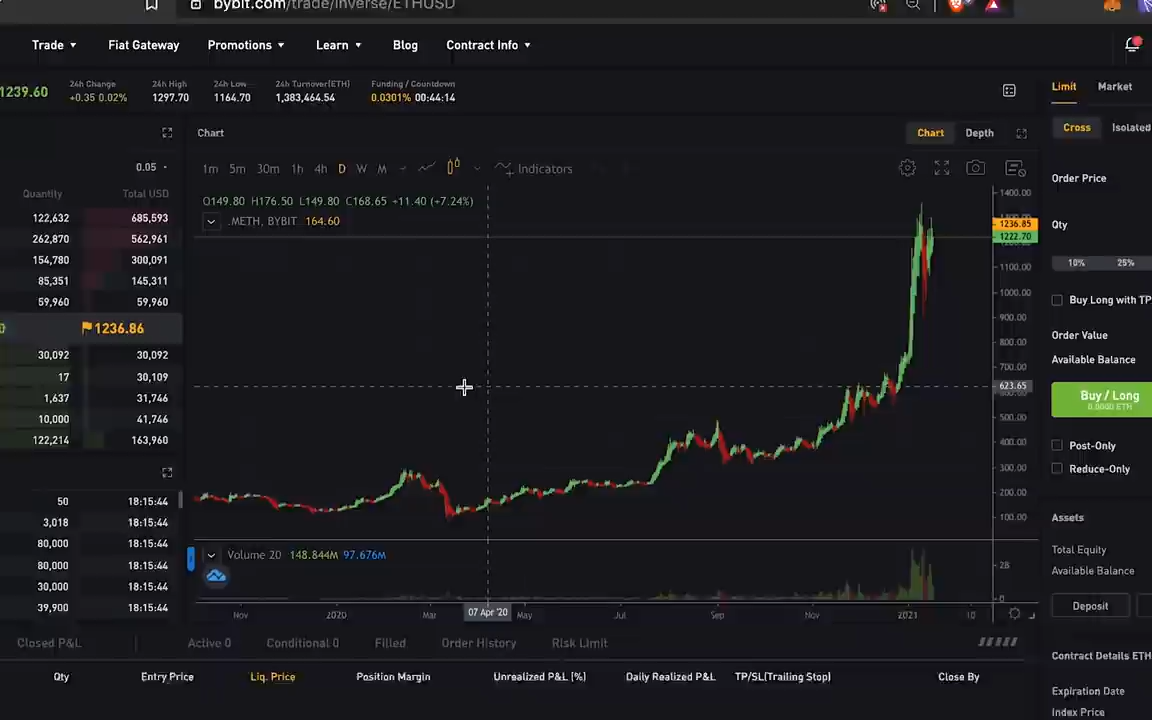 bybit.com/trade/inverse/ETHUSD
Trade Fiat Gateway Promotions Learn Blog Contract Info
1239.60
24h Change 24h High 24h Low 24h Turnover(ETH) Funding / Countdown
+0.35 0.02% 1297.70 1164.70 1,383,464.54 0.0301% 00:44:14
Limit Market
Chart
Chart Depth
Cross Isolated
0.05
1m 5m 30m 1h 4h D W M Indicators
Order Price
Quantity Total USD
O149.80 H176.50 L149.80 C168.65 +11.40 (+7.24%)
.METH, BYBIT 164.60
1400.00
1236.85
1222.70
1100.00
1000.00
900.00
800.00
700.00
623.65
500.00
400.00
300.00
200.00
100.00
122,632 685,593
262,870 562,961
154,780 300,091
85,351 145,311
59,960 59,960
1236.86
30,092 30,092
17 30,109
1,637 31,746
10,000 41,746
122,214 163,960
Qty
10% 25%
Buy Long with TP
Order Value
Available Balance
Buy / Long
0.0000 ETH
Post-Only
Reduce-Only
50 18:15:44
3,018 18:15:44
80,000 18:15:44
80,000 18:15:44
30,000 18:15:44
39,900 18:15:44
Volume 20 148.844M 97.676M
2B
0
Nov 2020 Mar 07 Apr '20 May Jul Sep Nov 2021 10
Assets
Total Equity
Available Balance
Deposit
Closed P&L Active 0 Conditional 0 Filled Order History Risk Limit
Qty Entry Price Liq. Price Position Margin Unrealized P&L (%) Daily Realized P&L TP/SL(Trailing Stop) Close By
Contract Details ETH
Expiration Date
Index Price